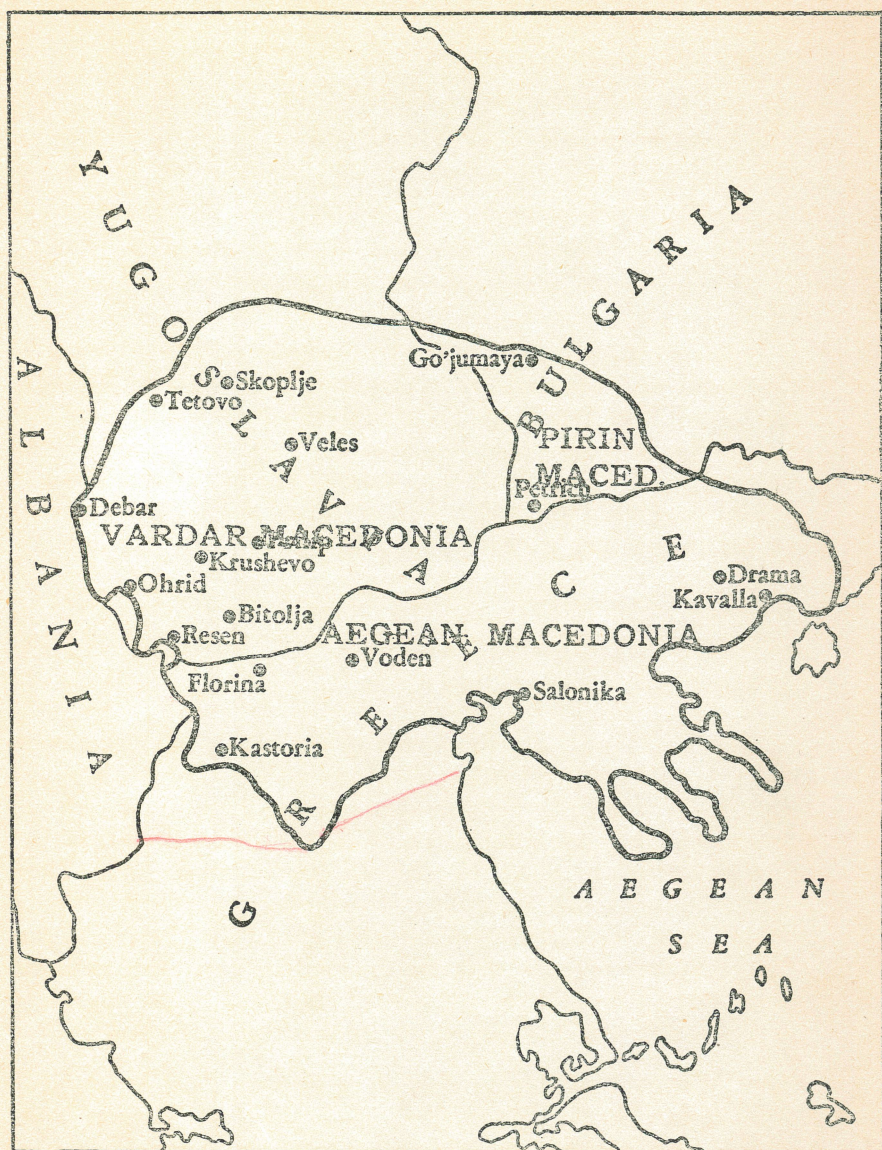 YUGOSLAVIA
BULGARIA
ALBANIA
GREECE
Go'jumaya
Skoplje
Tetovo
Veles
PIRIN
MACED.
Petrich
Debar
VARDAR MACEDONIA
Krushevo
Ohrid
Drama
Kavalla
Bitolja
Resen
AEGEAN MACEDONIA
Voden
Florina
Salonika
Kastoria
AEGEAN
SEA